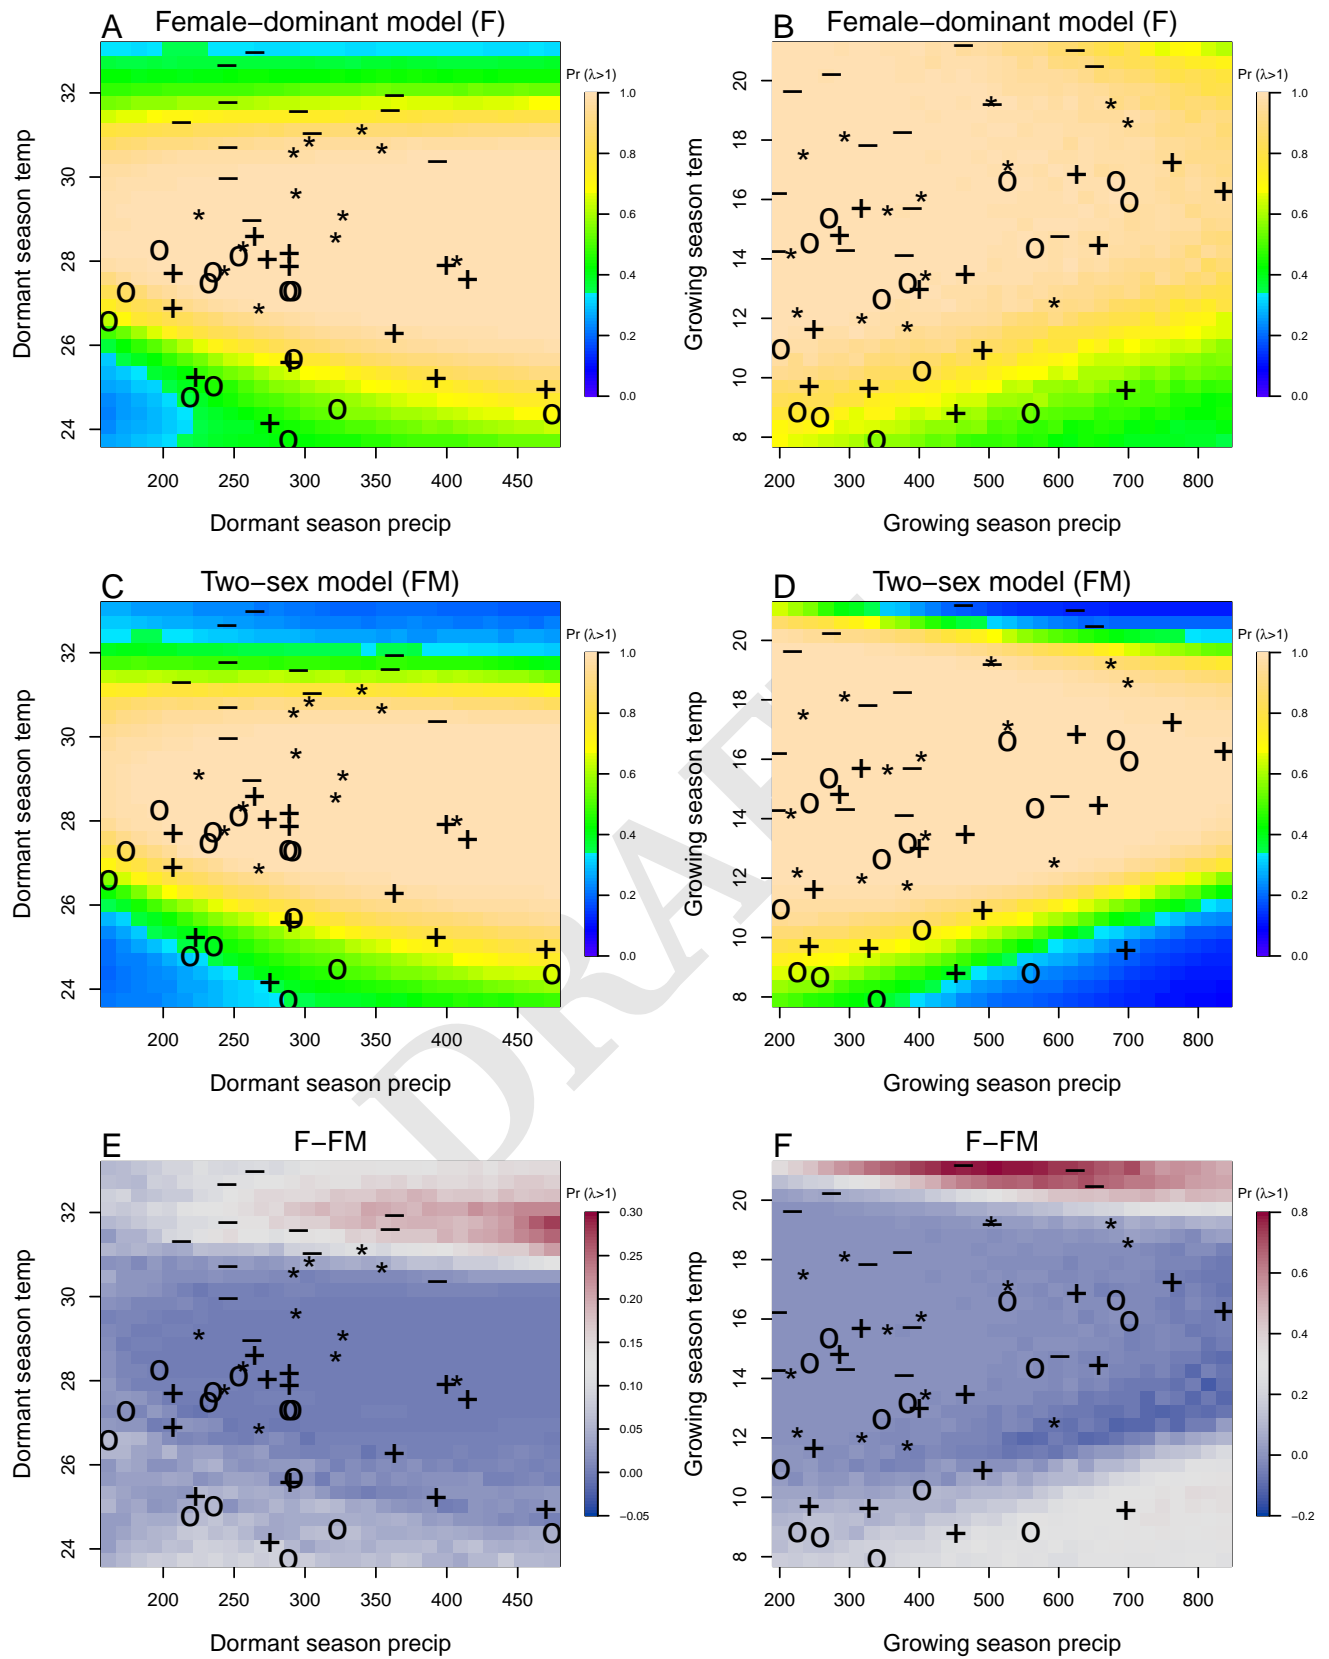 A Female−dominant model (F)
Pr (λ>1)
1.0
0.8
0.6
0.4
0.2
0.0
32
30
28
26
24
Dormant season temp
200 250 300 350 400 450
Dormant season precip
B Female−dominant model (F)
Pr (λ>1)
1.0
0.8
0.6
0.4
0.2
0.0
20
18
16
14
12
10
8
Growing season tem
200 300 400 500 600 700 800
Growing season precip
C Two−sex model (FM)
Pr (λ>1)
1.0
0.8
0.6
0.4
0.2
0.0
32
30
28
26
24
Dormant season temp
200 250 300 350 400 450
Dormant season precip
D Two−sex model (FM)
Pr (λ>1)
1.0
0.8
0.6
0.4
0.2
0.0
20
18
16
14
12
10
8
Growing season temp
200 300 400 500 600 700 800
Growing season precip
DRAFT
E F−FM
Pr (λ>1)
0.30
0.25
0.20
0.15
0.10
0.05
0.00
−0.05
32
30
28
26
24
Dormant season temp
200 250 300 350 400 450
Dormant season precip
F F−FM
Pr (λ>1)
0.8
0.6
0.4
0.2
0.0
−0.2
20
18
16
14
12
10
8
Growing season temp
200 300 400 500 600 700 800
Growing season precip